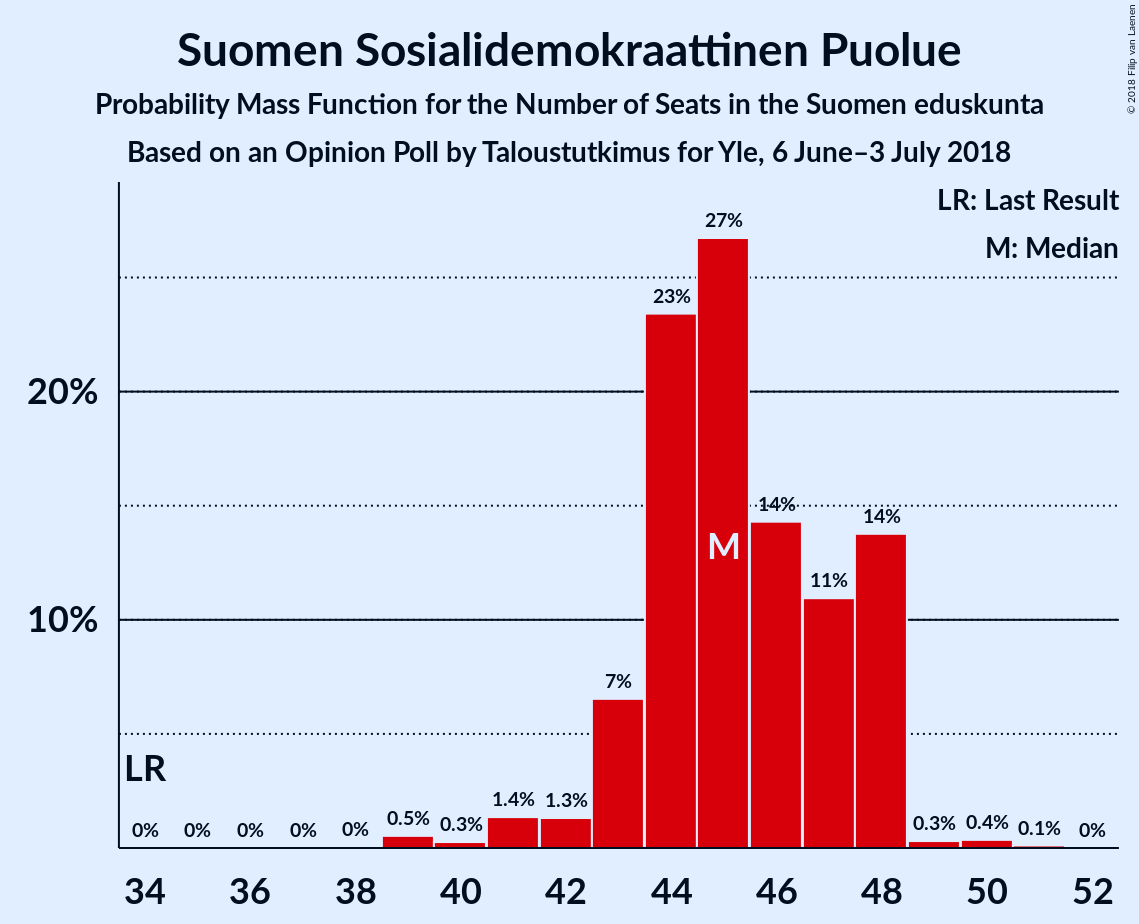 Suomen Sosialidemokraattinen Puolue
Probability Mass Function for the Number of Seats in the Suomen eduskunta
Based on an Opinion Poll by Taloustutkimus for Yle, 6 June–3 July 2018
© 2018 Filip van Laenen
LR: Last Result
M: Median
27%
23%
20%
14%
14%
M
11%
10%
7%
LR
0% 0% 0% 0% 0% 0.5% 0.3% 1.4% 1.3% 0.3% 0.4% 0.1% 0%
34 36 38 40 42 44 46 48 50 52